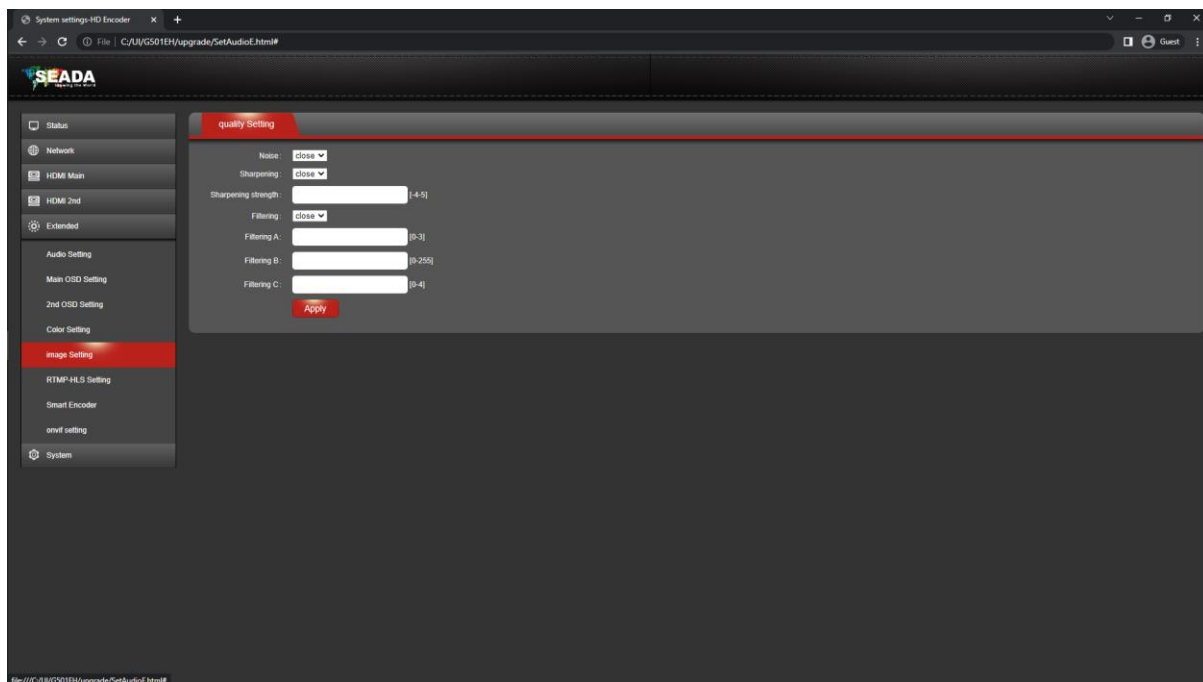 System settings-HD Encoder
File | C:/UI/G501EH/upgrade/SetAudioE.html#
Guest
SEADA
Status
Network
HDMI Main
HDMI 2nd
Extended
Audio Setting
Main OSD Setting
2nd OSD Setting
Color Setting
image Setting
RTMP-HLS Setting
Smart Encoder
onvif setting
System
quality Setting
Noise: close
Sharpening: close
Sharpening strength: [-4-5]
Filtering: close
Filtering A: [0-3]
Filtering B: [0-255]
Filtering C: [0-4]
Apply
file:///C:/UI/G501EH/upgrade/SetAudioE.html#